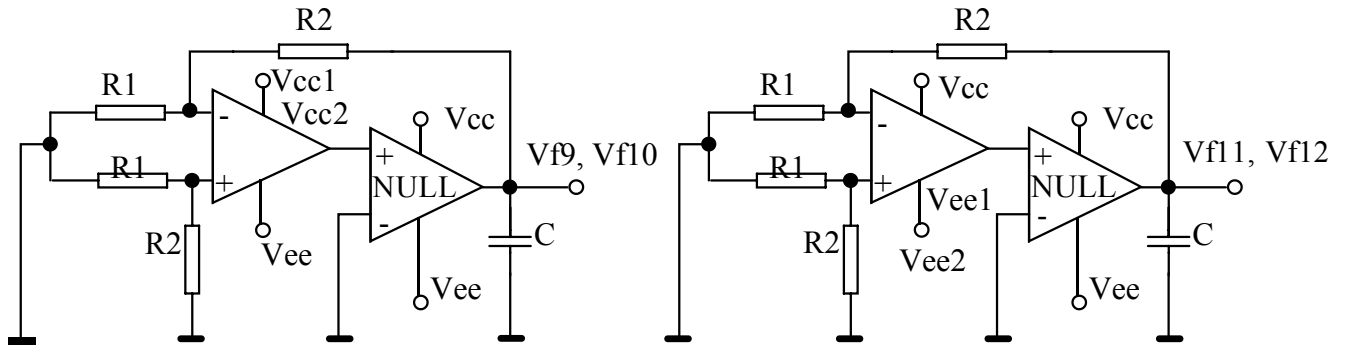 R2
R1
Vcc1
Vcc2
-
Vcc
R1
+
+
NULL
-
Vf9, Vf10
R2
Vee
C
Vee
R2
R1
Vcc
-
Vcc
R1
+
+
NULL
-
Vf11, Vf12
Vee1
R2
Vee2
C
Vee